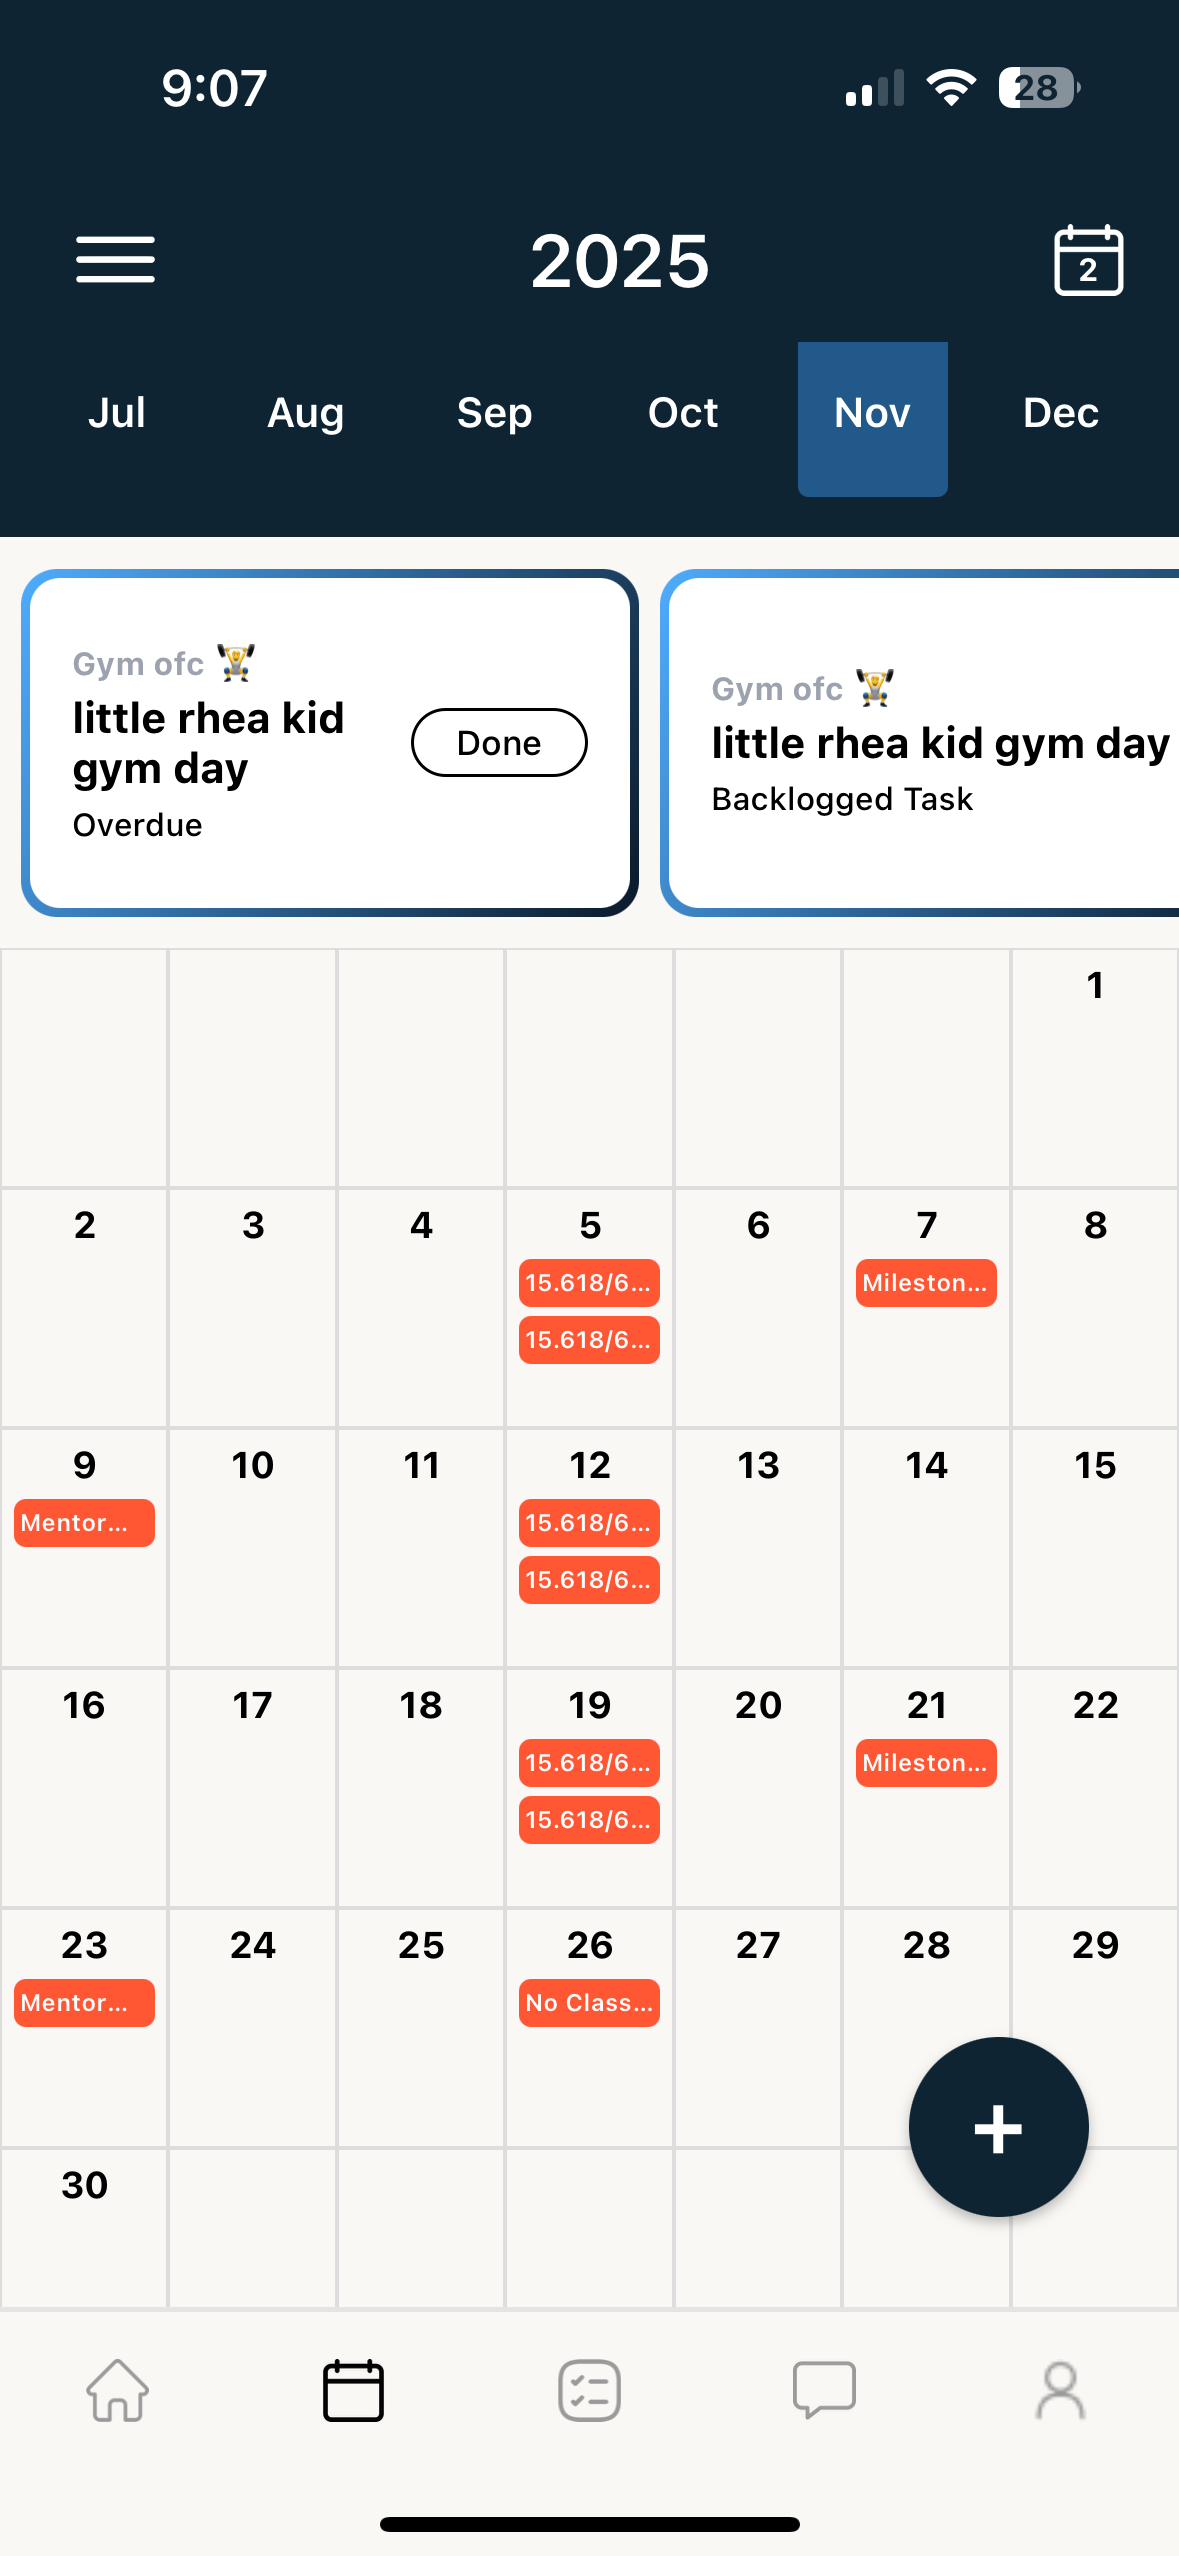 9:07
28
2025
2
Jul Aug Sep Oct Nov Dec
Gym ofc 🏋️
little rhea kid
gym day
Overdue
Done
Gym ofc 🏋️
little rhea kid gym day
Backlogged Task
1
2 3 4 5 6 7 8
15.618/6... Mileston...
15.618/6...
9 10 11 12 13 14 15
Mentor... 15.618/6...
15.618/6...
16 17 18 19 20 21 22
15.618/6... Mileston...
15.618/6...
23 24 25 26 27 28 29
Mentor... No Class...
+
30